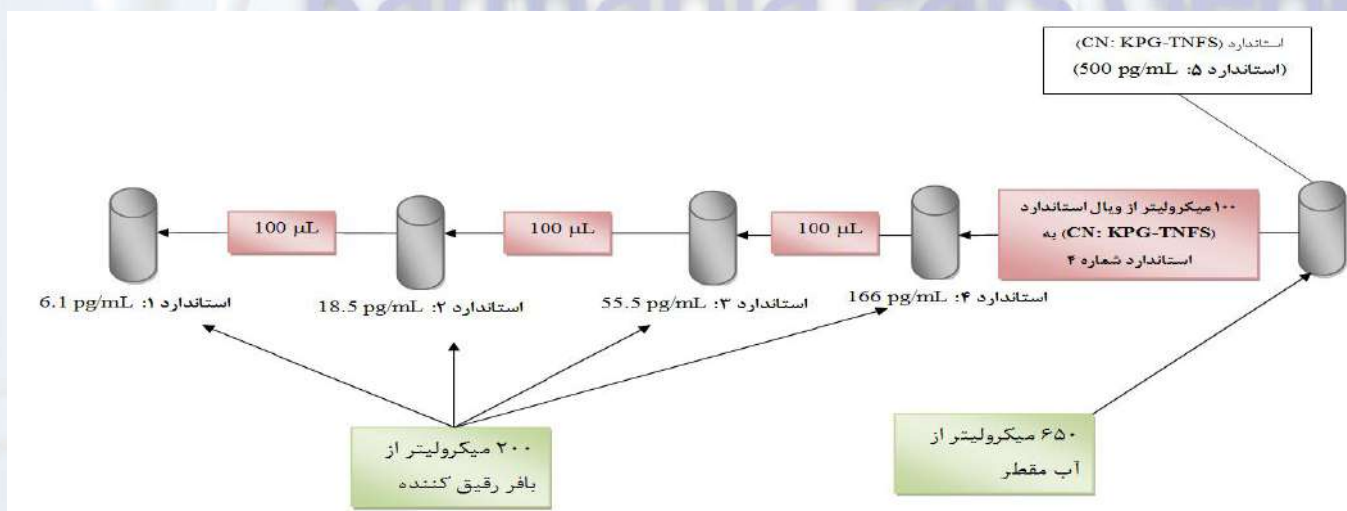 استاندارد (CN: KPG-TNFS)
(استاندارد ۵: 500 pg/mL)
۱۰۰ میکرولیتر از ویال استاندارد
(CN: KPG-TNFS) به
استاندارد شماره ۴
100 µL
100 µL
100 µL
استاندارد ۴: 166 pg/mL
استاندارد ۳: 55.5 pg/mL
استاندارد ۲: 18.5 pg/mL
استاندارد ۱: 6.1 pg/mL
۶۵۰ میکرولیتر از
آب مقطر
۲۰۰ میکرولیتر از
بافر رقیق کننده